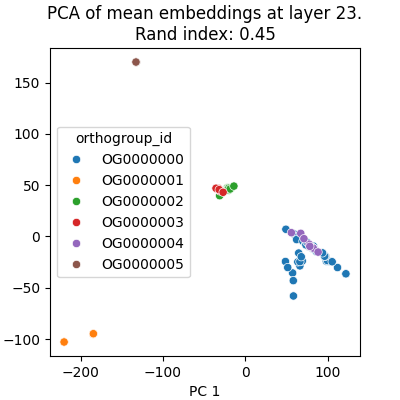 PCA of mean embeddings at layer 23.
Rand index: 0.45
150
100
50
0
−50
−100
orthogroup_id
OG0000000
OG0000001
OG0000002
OG0000003
OG0000004
OG0000005
−200
−100
0
100
PC 1